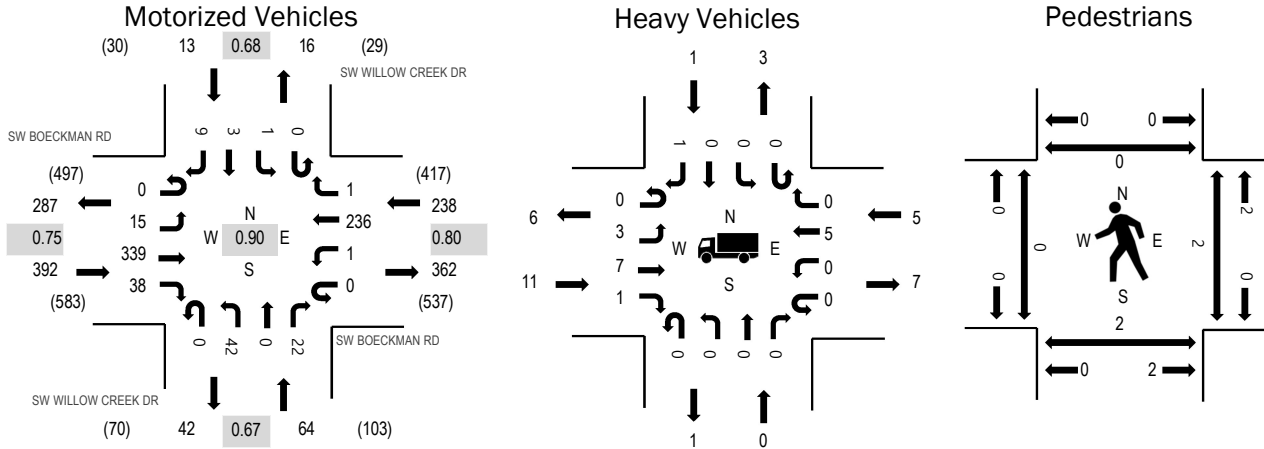 Motorized Vehicles
(30) 13 0.68 16 (29)
SW WILLOW CREEK DR
SW BOECKMAN RD
9 3 1 0
(497) 0 1 (417)
287 15 236 238
N
0.75 W 0.90 E 0.80
S
392 339 1 362
(583) 38 0 (537)
0 42 0 22
SW BOECKMAN RD
SW WILLOW CREEK DR
(70) 42 0.67 64 (103)
Heavy Vehicles
1 3
1 0 0 0
0 0
6 3 5 5
N
W E
S
11 7 0 7
1 0
0 0 0 0
1 0
Pedestrians
0 0
0
0 2
N
0 W E 2
S
0 0
2
0 2